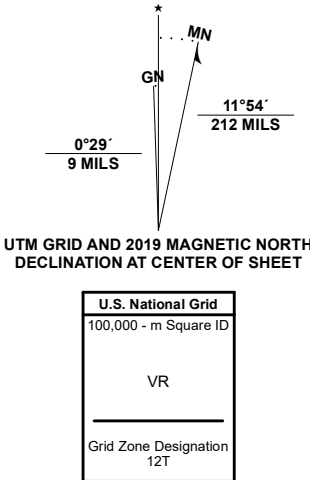 ★
MN
GN
11°54´
212 MILS
0°29´
9 MILS
UTM GRID AND 2019 MAGNETIC NORTH
DECLINATION AT CENTER OF SHEET
U.S. National Grid
100,000 - m Square ID
VR
Grid Zone Designation
12T